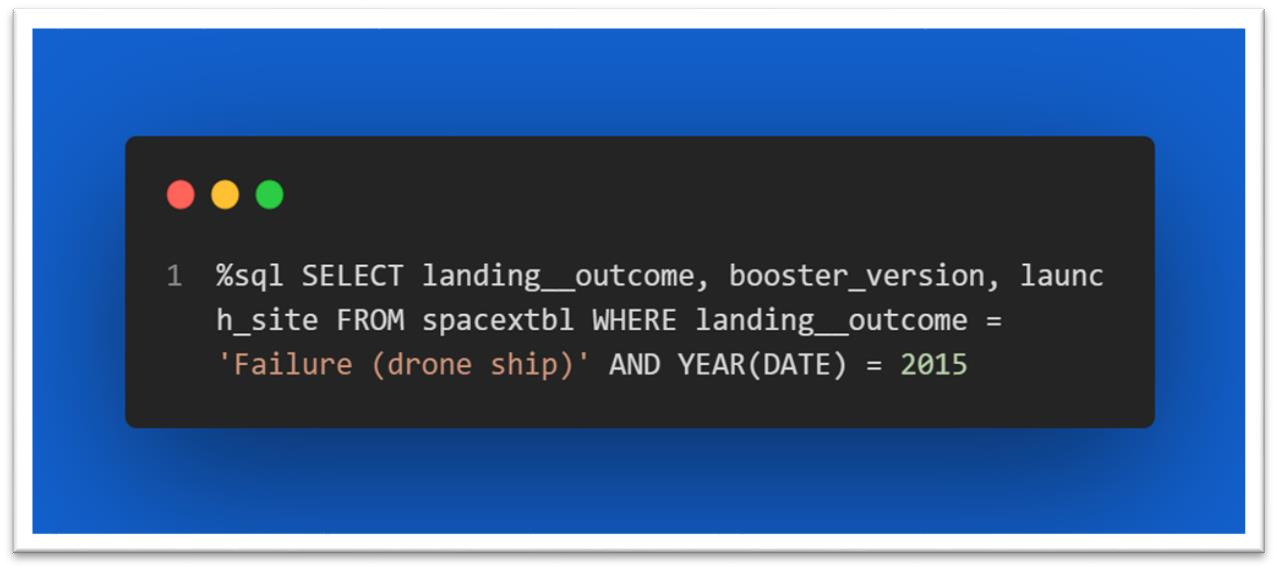 1 %sql SELECT landing__outcome, booster_version, launc
h_site FROM spacextbl WHERE landing__outcome =
'Failure (drone ship)' AND YEAR(DATE) = 2015